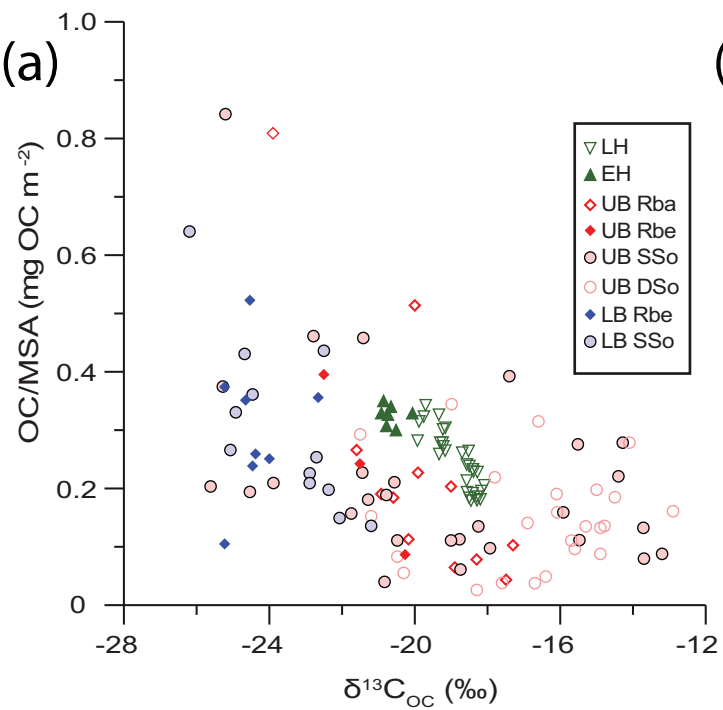 (a)
(
1.0
0.8
0.6
0.4
0.2
0
OC/MSA (mg OC m⁻²)
-28
-24
-20
-16
-12
δ¹³C_OC (‰)
LH
EH
UB Rba
UB Rbe
UB SSo
UB DSo
LB Rbe
LB SSo